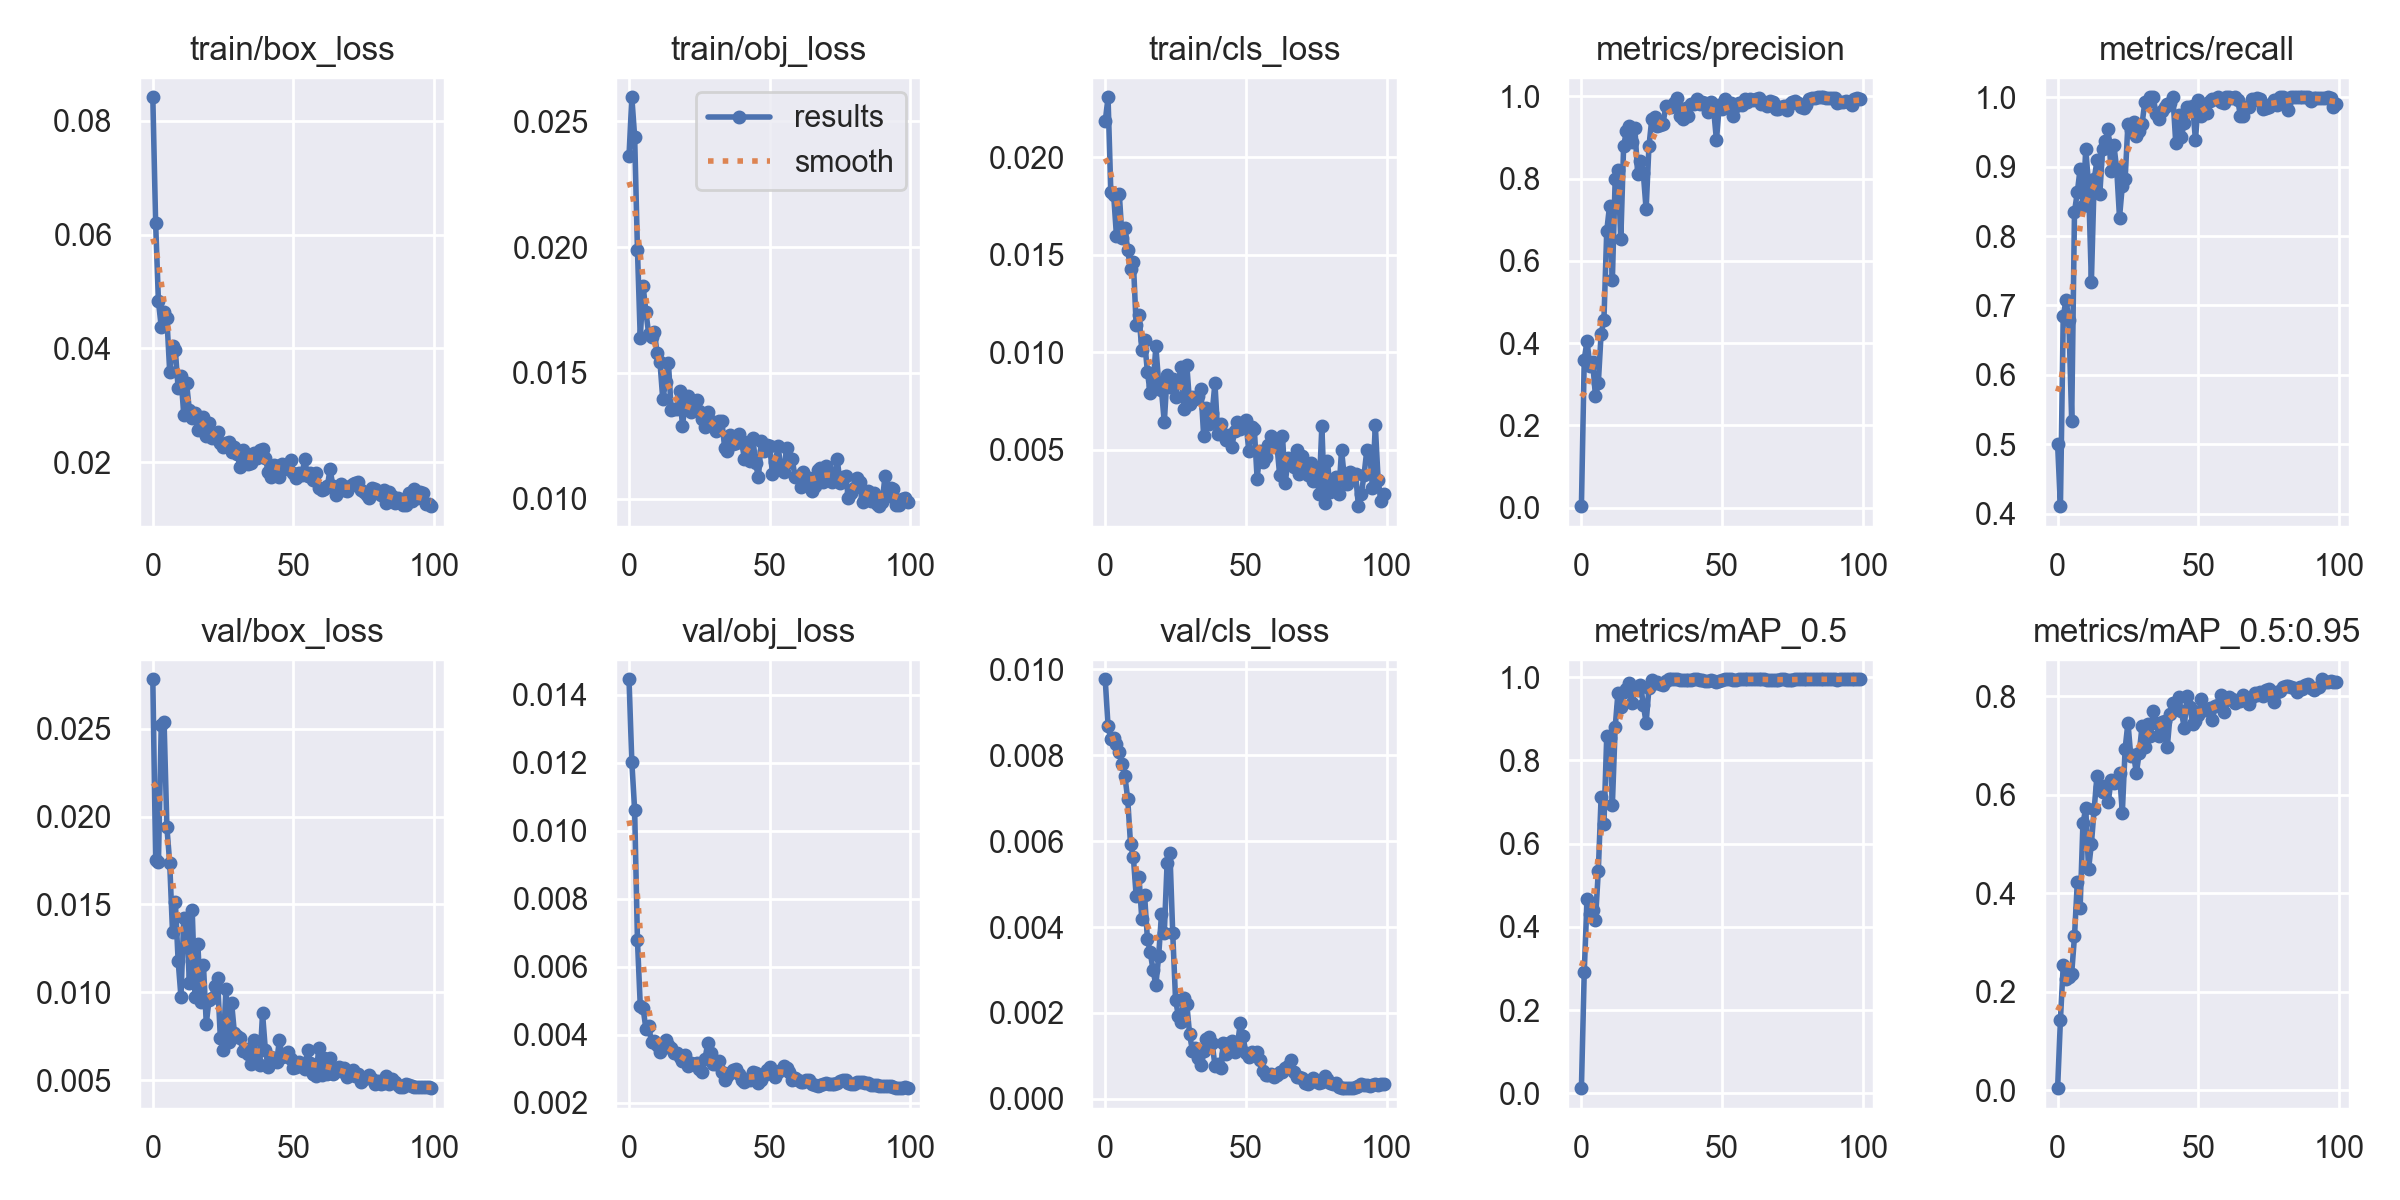 train/box_loss
0.08
0.06
0.04
0.02
0 50 100
train/obj_loss
results
smooth
0.025
0.020
0.015
0.010
0 50 100
train/cls_loss
0.020
0.015
0.010
0.005
0 50 100
metrics/precision
1.0
0.8
0.6
0.4
0.2
0.0
0 50 100
metrics/recall
1.0
0.9
0.8
0.7
0.6
0.5
0.4
0 50 100
val/box_loss
0.025
0.020
0.015
0.010
0.005
0 50 100
val/obj_loss
0.014
0.012
0.010
0.008
0.006
0.004
0.002
0 50 100
val/cls_loss
0.010
0.008
0.006
0.004
0.002
0.000
0 50 100
metrics/mAP_0.5
1.0
0.8
0.6
0.4
0.2
0.0
0 50 100
metrics/mAP_0.5:0.95
0.8
0.6
0.4
0.2
0.0
0 50 100